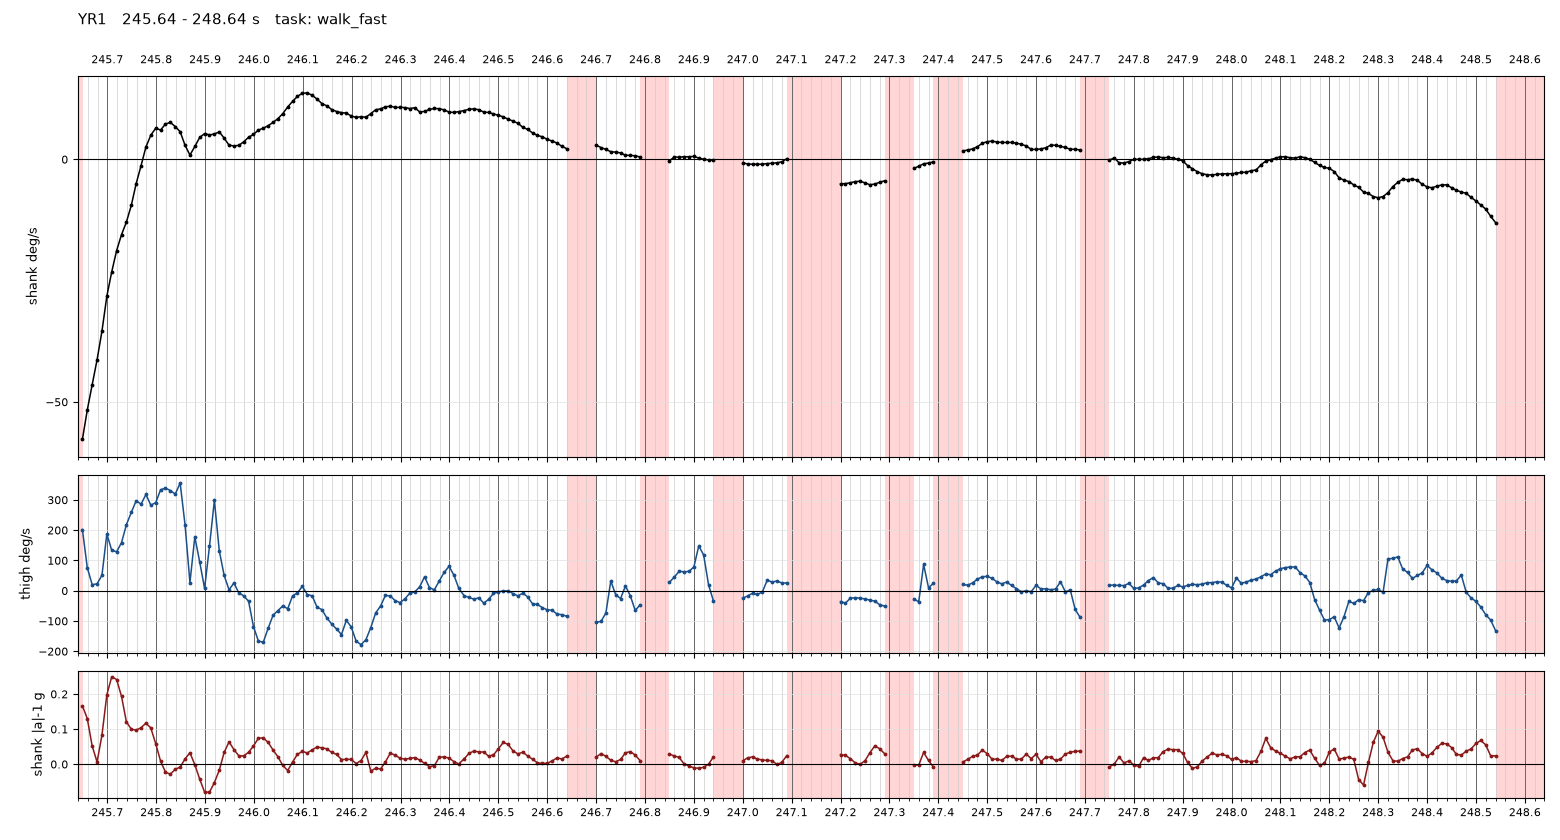 YR1   245.64 - 248.64 s   task: walk_fast
245.7 245.8 245.9 246.0 246.1 246.2 246.3 246.4 246.5 246.6 246.7 246.8 246.9 247.0 247.1 247.2 247.3 247.4 247.5 247.6 247.7 247.8 247.9 248.0 248.1 248.2 248.3 248.4 248.5 248.6
shank deg/s
0
−50
thigh deg/s
300
200
100
0
−100
−200
shank |a|-1 g
0.2
0.1
0.0
245.7 245.8 245.9 246.0 246.1 246.2 246.3 246.4 246.5 246.6 246.7 246.8 246.9 247.0 247.1 247.2 247.3 247.4 247.5 247.6 247.7 247.8 247.9 248.0 248.1 248.2 248.3 248.4 248.5 248.6